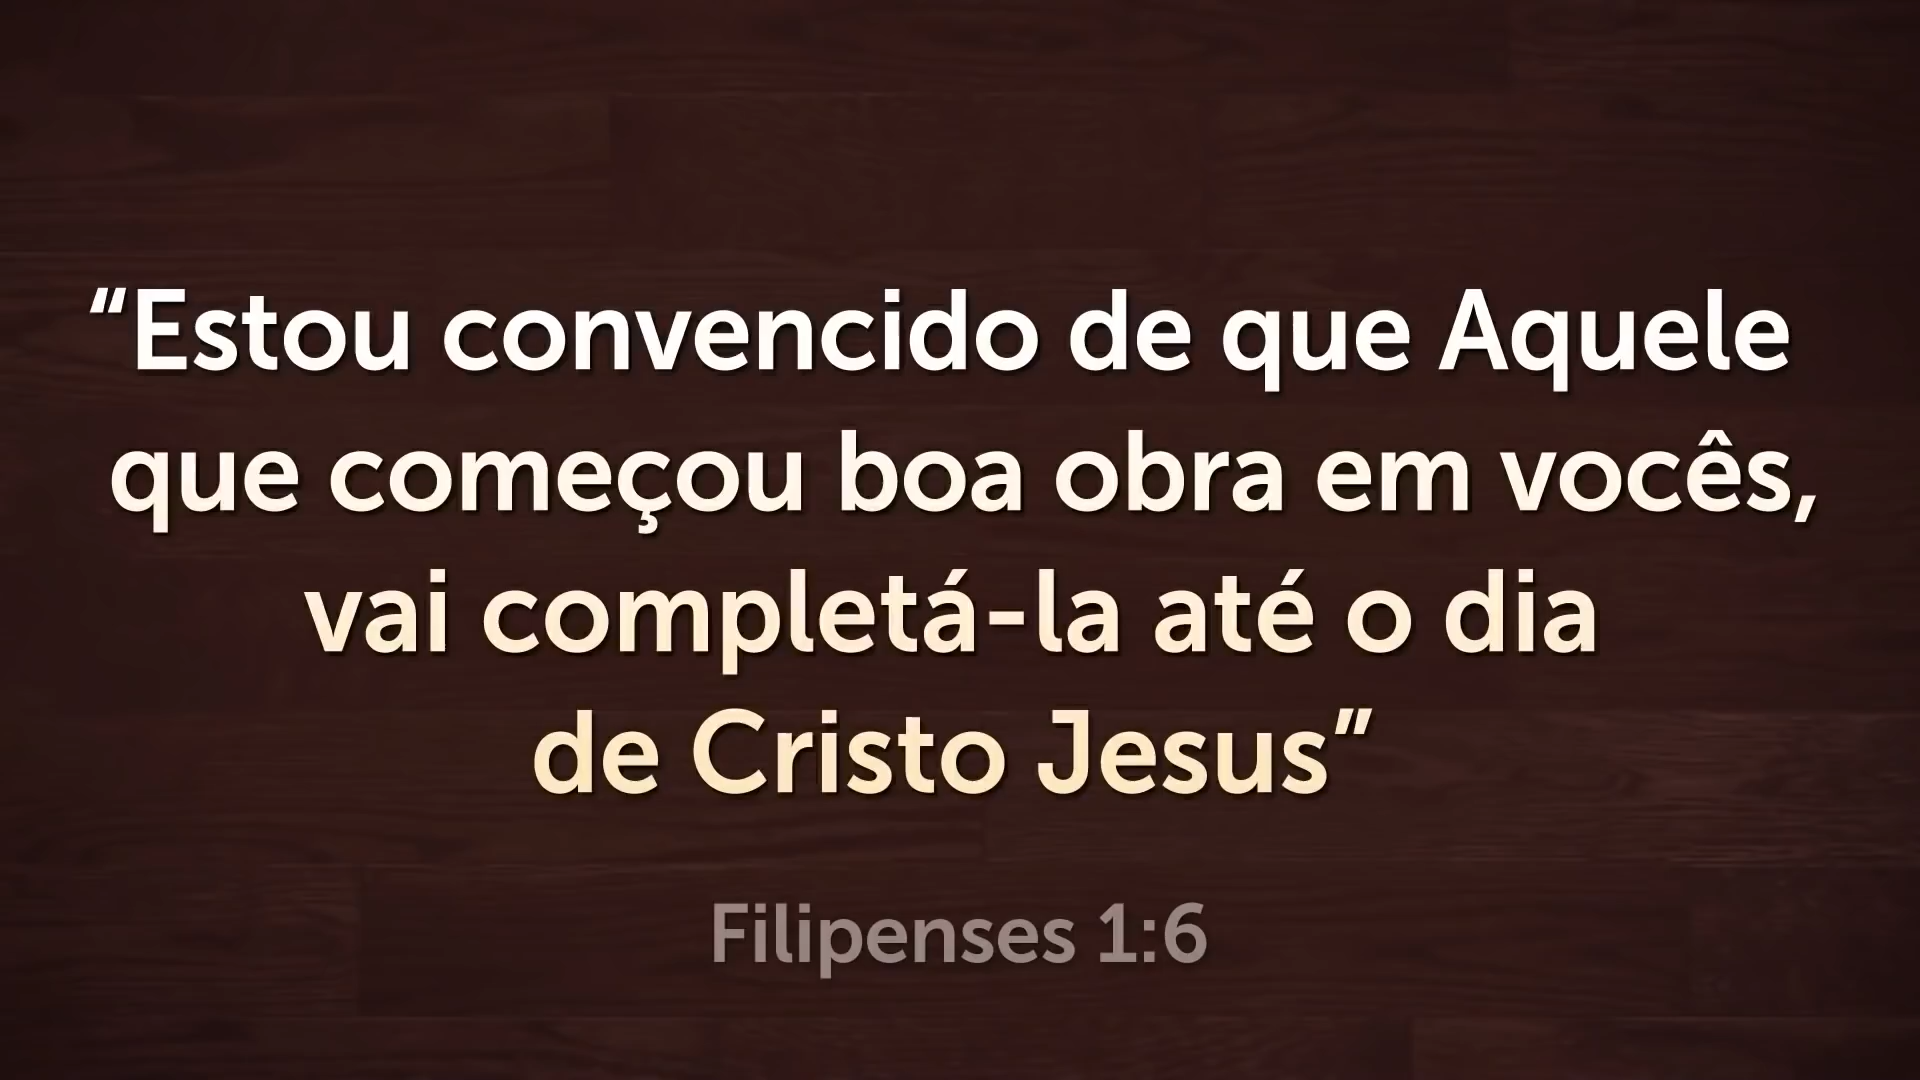 “Estou convencido de que Aquele
que começou boa obra em vocês,
vai completá-la até o dia
de Cristo Jesus”
Filipenses 1:6